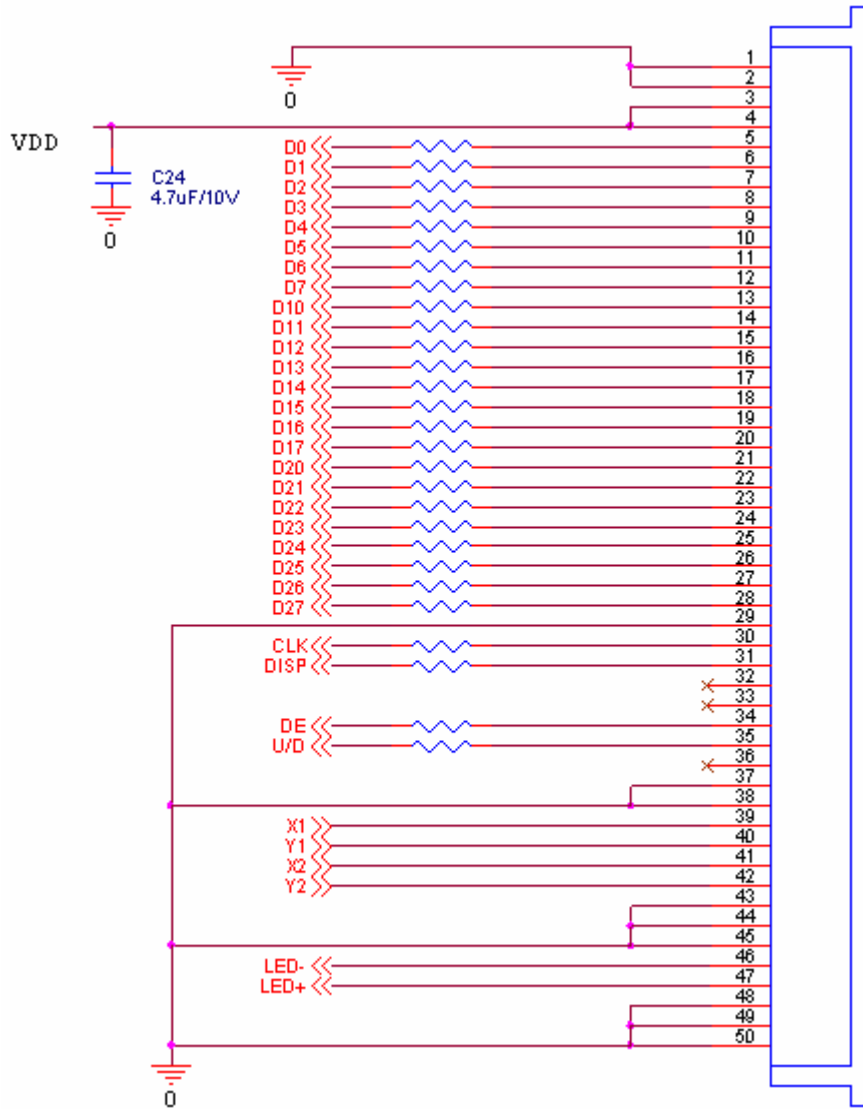 1
2
0
3
VDD
4
D0 5
D1 6
C24
D2 7
4.7uF/10V
D3 8
D4 9
0
D5 10
D6 11
D7 12
D10 13
D11 14
D12 15
D13 16
D14 17
D15 18
D16 19
D17 20
D20 21
D21 22
D22 23
D23 24
D24 25
D25 26
D26 27
D27 28
29
CLK 30
DISP 31
32
33
DE 34
U/D 35
36
37
38
X1 39
Y1 40
X2 41
Y2 42
43
44
45
LED- 46
LED+ 47
48
49
50
0